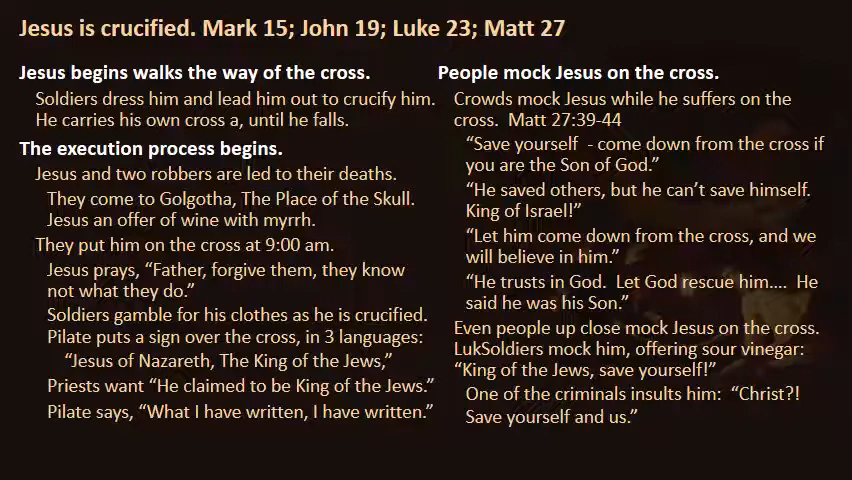 Jesus is crucified. Mark 15; John 19; Luke 23; Matt 27
Jesus begins walks the way of the cross.
Soldiers dress him and lead him out to crucify him.
He carries his own cross a, until he falls.
The execution process begins.
Jesus and two robbers are led to their deaths.
They come to Golgotha, The Place of the Skull.
Jesus an offer of wine with myrrh.
They put him on the cross at 9:00 am.
Jesus prays, “Father, forgive them, they know
not what they do.”
Soldiers gamble for his clothes as he is crucified.
Pilate puts a sign over the cross, in 3 languages:
“Jesus of Nazareth, The King of the Jews,”
Priests want “He claimed to be King of the Jews.”
Pilate says, “What I have written, I have written.”
People mock Jesus on the cross.
Crowds mock Jesus while he suffers on the
cross.  Matt 27:39-44
“Save yourself  - come down from the cross if
you are the Son of God.”
“He saved others, but he can’t save himself.
King of Israel!”
“Let him come down from the cross, and we
will believe in him.”
“He trusts in God.  Let God rescue him....  He
said he was his Son.”
Even people up close mock Jesus on the cross.
LukSoldiers mock him, offering sour vinegar:
“King of the Jews, save yourself!”
One of the criminals insults him:  “Christ?!
Save yourself and us.”